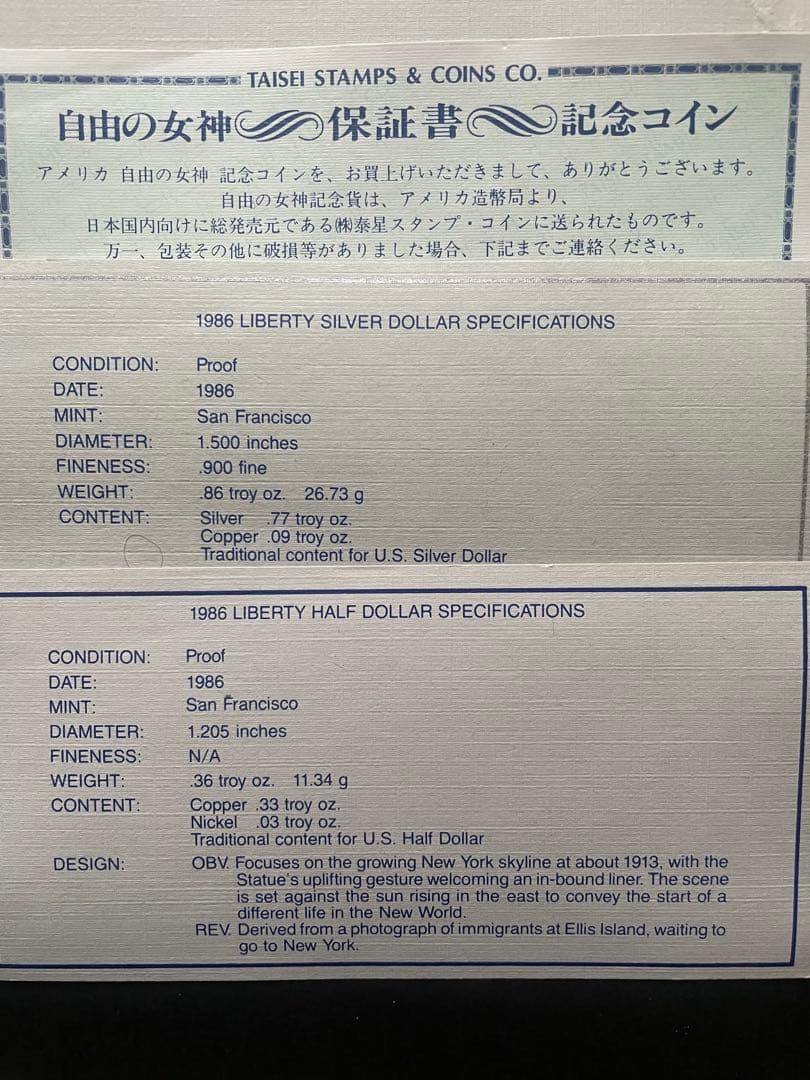 TAISEI STAMPS & COINS CO.
自由の女神 保証書 記念コイン
アメリカ 自由の女神 記念コインを、お買上げいただきまして、ありがとうございます。
自由の女神記念貨は、アメリカ造幣局より、
日本国内向けに総発売元である㈱泰星スタンプ・コインに送られたものです。
万一、包装その他に破損等がありました場合、下記までご連絡ください。
1986 LIBERTY SILVER DOLLAR SPECIFICATIONS
CONDITION: Proof
DATE: 1986
MINT: San Francisco
DIAMETER: 1.500 inches
FINENESS: .900 fine
WEIGHT: .86 troy oz. 26.73 g
CONTENT: Silver .77 troy oz.
Copper .09 troy oz.
Traditional content for U.S. Silver Dollar
1986 LIBERTY HALF DOLLAR SPECIFICATIONS
CONDITION: Proof
DATE: 1986
MINT: San Francisco
DIAMETER: 1.205 inches
FINENESS: N/A
WEIGHT: .36 troy oz. 11.34 g
CONTENT: Copper .33 troy oz.
Nickel .03 troy oz.
Traditional content for U.S. Half Dollar
DESIGN: OBV. Focuses on the growing New York skyline at about 1913, with the
Statue's uplifting gesture welcoming an in-bound liner. The scene
is set against the sun rising in the east to convey the start of a
different life in the New World.
REV. Derived from a photograph of immigrants at Ellis Island, waiting to
go to New York.